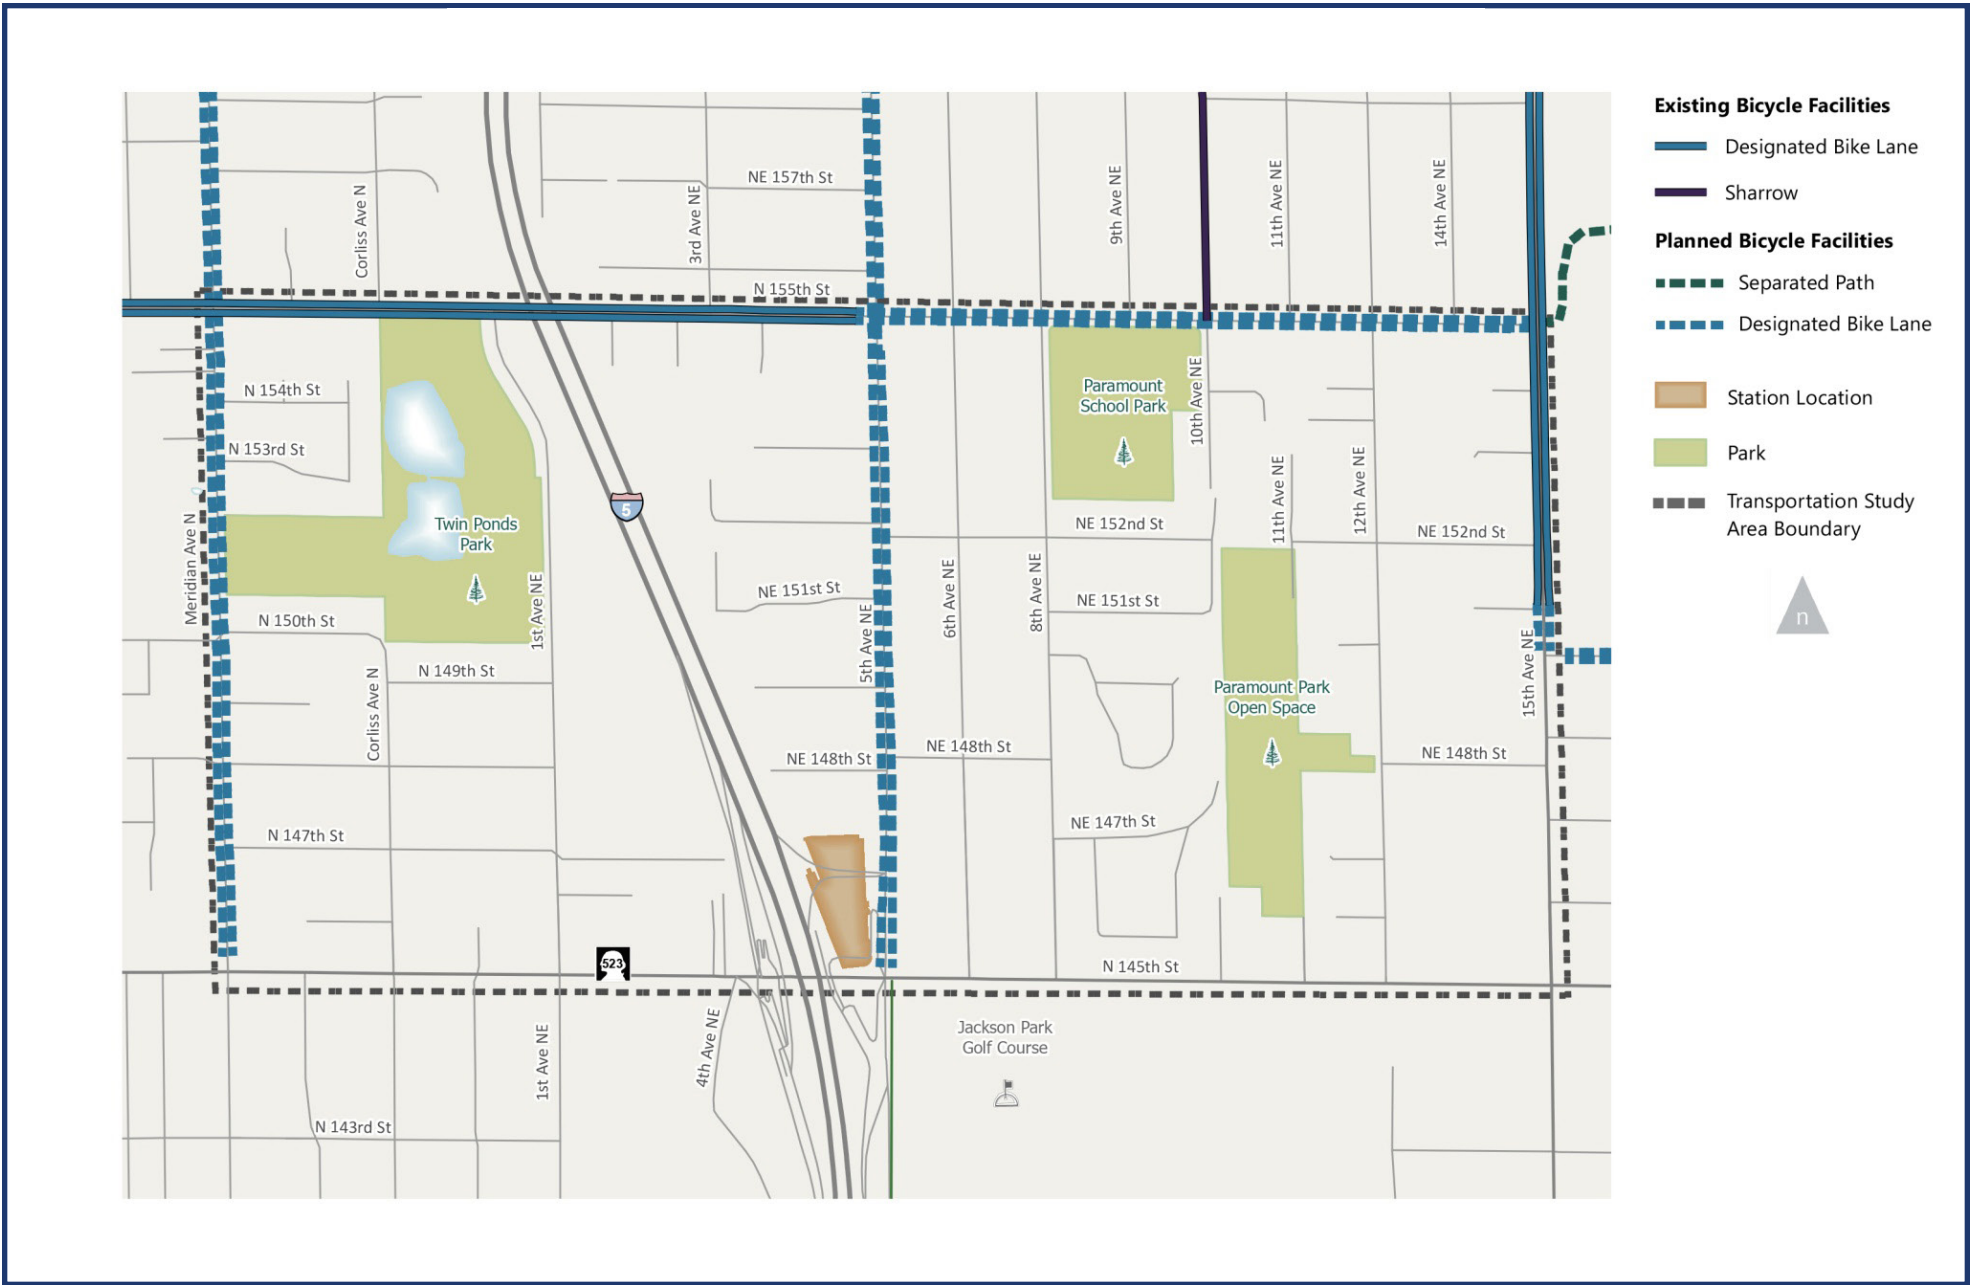 Existing Bicycle Facilities
Designated Bike Lane
Sharrow
Planned Bicycle Facilities
Separated Path
Designated Bike Lane
Station Location
Park
Transportation Study
Area Boundary
n
NE 157th St
Corliss Ave N
3rd Ave NE
9th Ave NE
11th Ave NE
14th Ave NE
N 155th St
N 154th St
N 153rd St
Paramount
School Park
10th Ave NE
5
Twin Ponds
Park
Meridian Ave N
1st Ave NE
NE 152nd St
11th Ave NE
12th Ave NE
NE 152nd St
NE 151st St
5th Ave NE
6th Ave NE
8th Ave NE
NE 151st St
N 150th St
N 149th St
Corliss Ave N
Paramount Park
Open Space
15th Ave NE
NE 148th St
NE 148th St
NE 148th St
N 147th St
NE 147th St
523
N 145th St
1st Ave NE
4th Ave NE
Jackson Park
Golf Course
N 143rd St